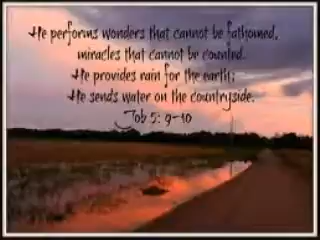 He performs wonders that cannot be fathomed,
miracles that cannot be counted.
He provides rain for the earth;
He sends water on the countryside.
Job 5: 9-10